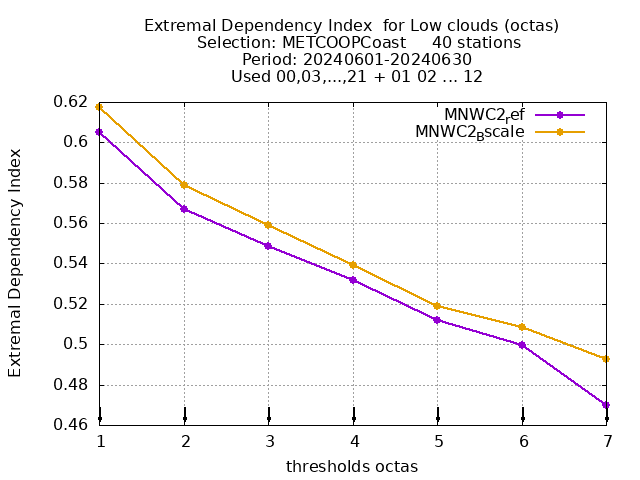 Extremal Dependency Index  for Low clouds (octas)
Selection: METCOOPCoast     40 stations
Period: 20240601-20240630
Used 00,03,...,21 + 01 02 ... 12
MNWC2ref
MNWC2Bscale
Extremal Dependency Index
0.62
0.6
0.58
0.56
0.54
0.52
0.5
0.48
0.46
1 2 3 4 5 6 7
thresholds octas